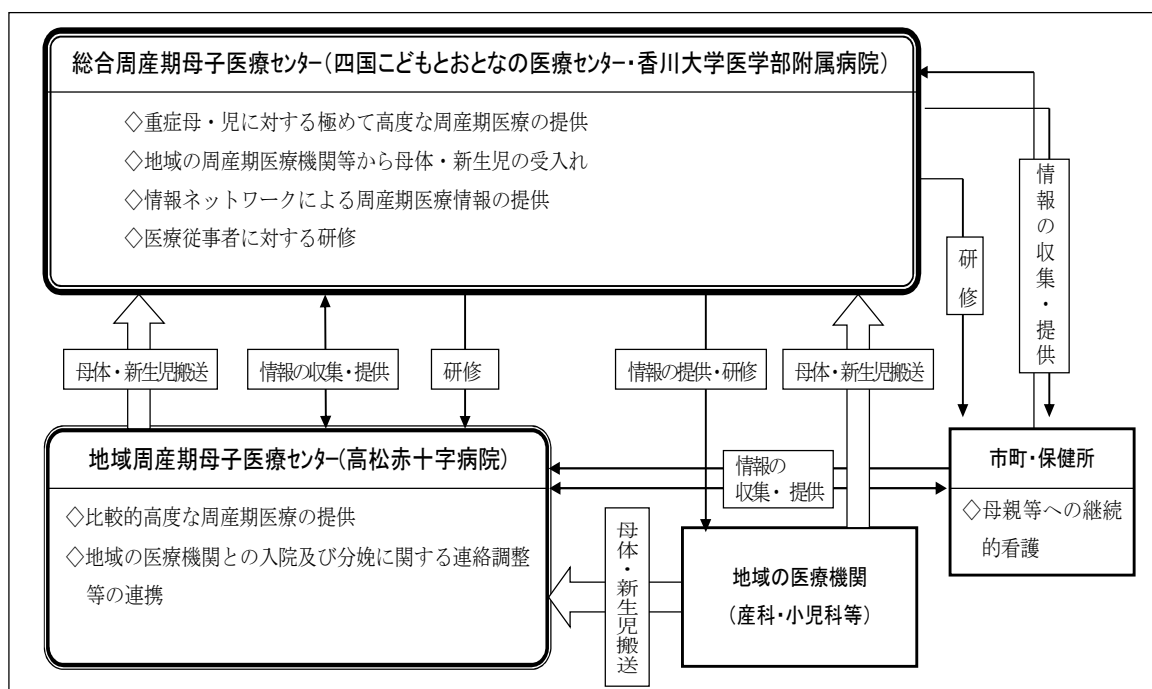 総合周産期母子医療センター(四国こどもとおとなの医療センター・香川大学医学部附属病院)
◇重症母・児に対する極めて高度な周産期医療の提供
◇地域の周産期医療機関等から母体・新生児の受入れ
◇情報ネットワークによる周産期医療情報の提供
◇医療従事者に対する研修
情報の収集・提供
研修
母体・新生児搬送
情報の収集・提供
研修
情報の提供・研修
母体・新生児搬送
地域周産期母子医療センター(高松赤十字病院)
◇比較的高度な周産期医療の提供
◇地域の医療機関との入院及び分娩に関する連絡調整
等の連携
情報の
収集・提供
市町・保健所
◇母親等への継続
的看護
母体・新生児搬送
地域の医療機関
(産科・小児科等)